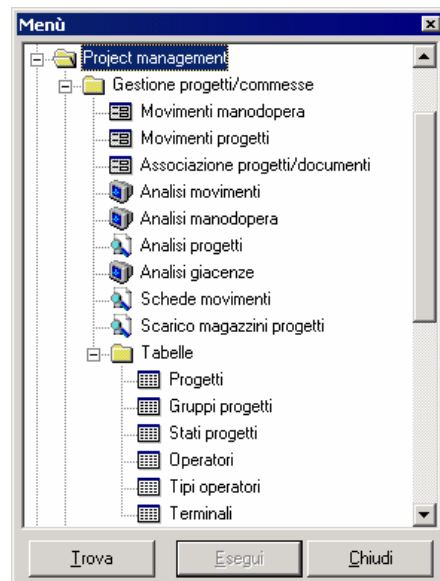 Menù
Project management
Gestione progetti/commesse
Movimenti manodopera
Movimenti progetti
Associazione progetti/documenti
Analisi movimenti
Analisi manodopera
Analisi progetti
Analisi giacenze
Schede movimenti
Scarico magazzini progetti
Tabelle
Progetti
Gruppi progetti
Stati progetti
Operatori
Tipi operatori
Terminali
Trova Esegui Chiudi